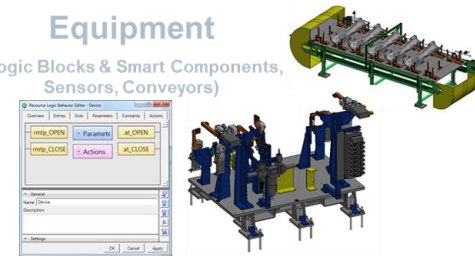 Equipment
ogic Blocks & Smart Components,
Sensors, Conveyors)
Resource Logic Behavior Editor - Device
Overview Entries Exits Parameters Constants Actions
rmtp_OPEN Paramets at_OPEN
rmtp_CLOSE Actions at_CLOSE
General
Name: Device
Description:
Settings
OK Cancel Apply